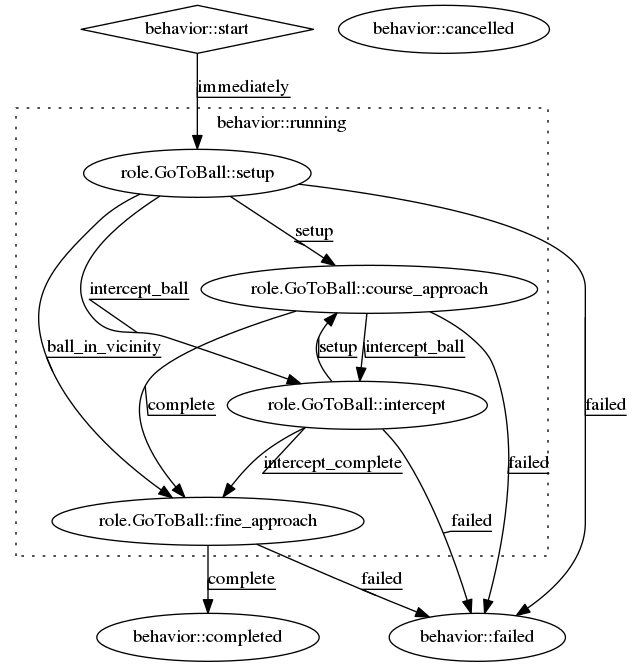 behavior::start
behavior::cancelled
immediately
behavior::running
role.GoToBall::setup
setup
intercept_ball
role.GoToBall::course_approach
ball_in_vicinity
setup
intercept_ball
complete
role.GoToBall::intercept
failed
intercept_complete
failed
role.GoToBall::fine_approach
failed
complete
failed
behavior::completed
behavior::failed